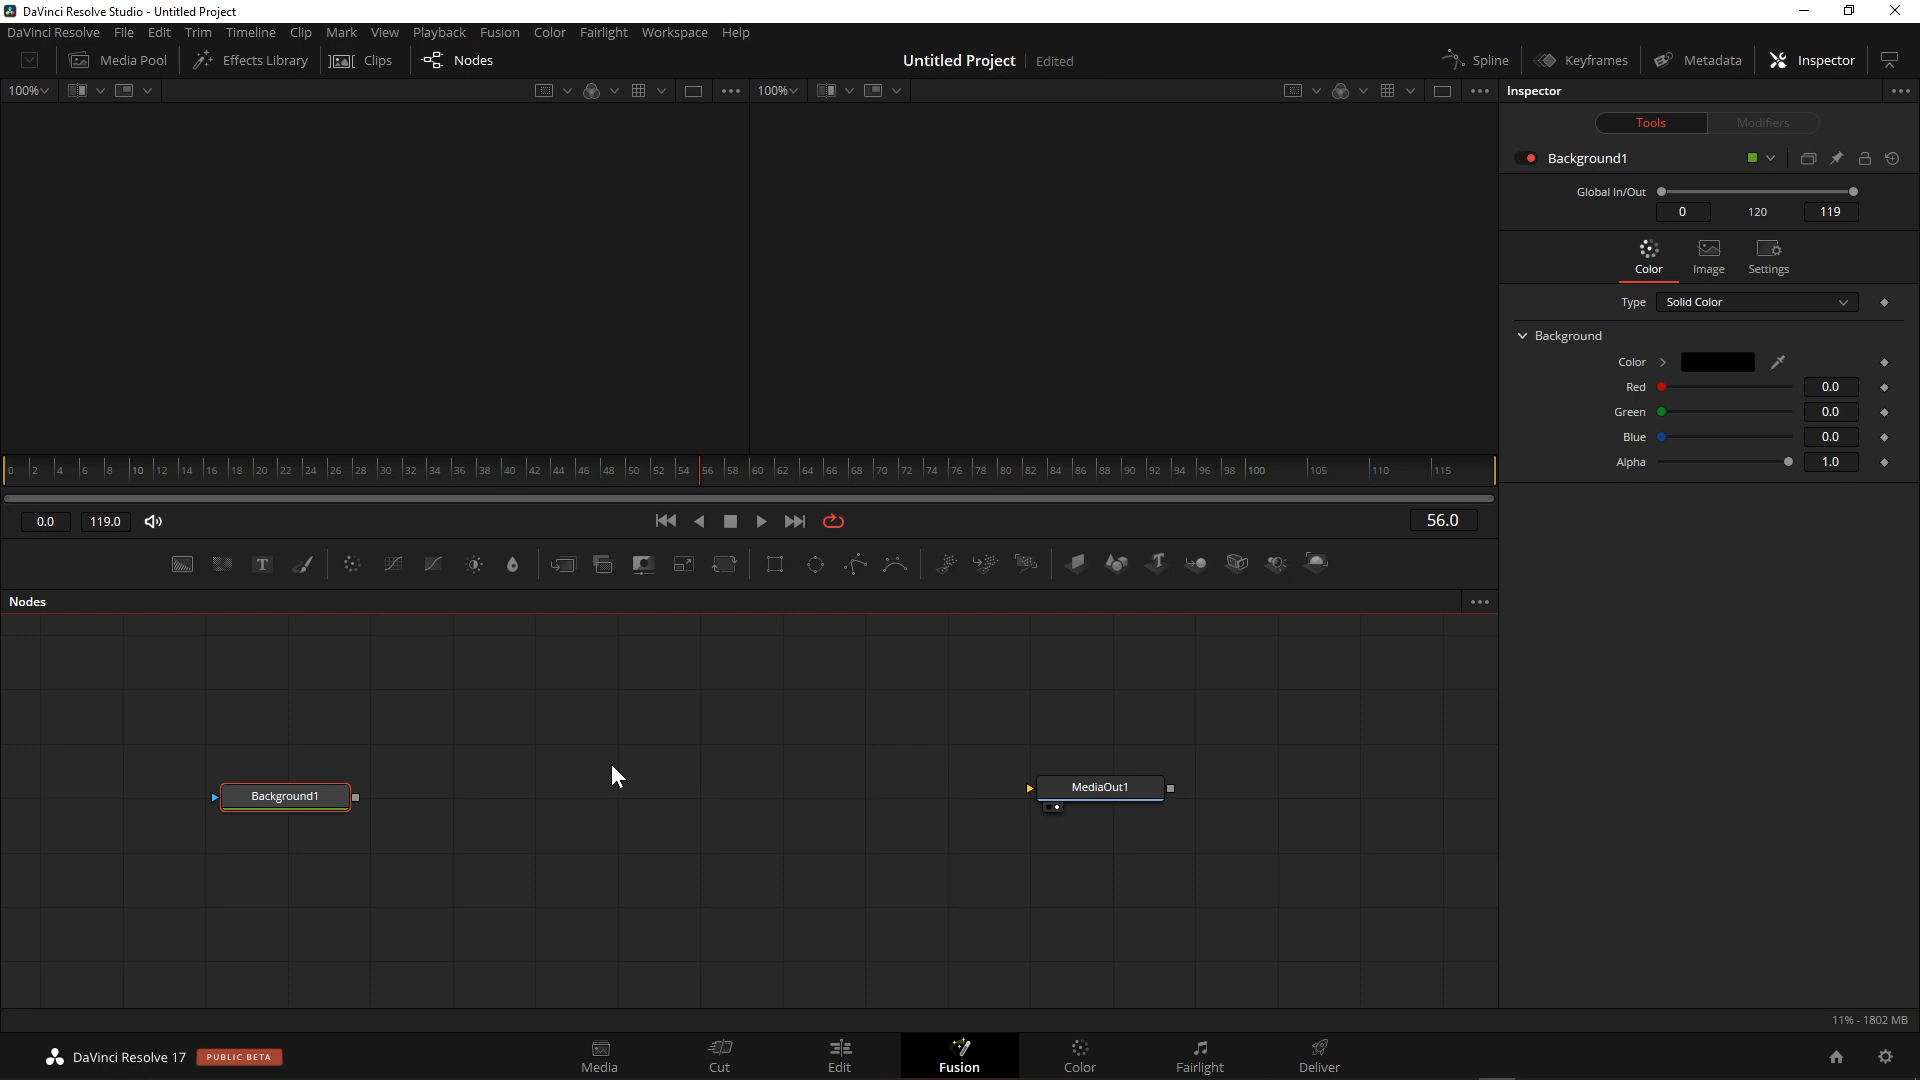 DaVinci Resolve Studio - Untitled Project
DaVinci Resolve File Edit Trim Timeline Clip Mark View Playback Fusion Color Fairlight Workspace Help
Media Pool Effects Library Clips Nodes Untitled Project Edited Spline Keyframes Metadata Inspector
100% 100% Inspector
Tools Modifiers
Background1
Global In/Out
0 120 119
Color Image Settings
Type Solid Color
Background
Color
Red 0.0
Green 0.0
Blue 0.0
Alpha 1.0
0 2 4 6 8 10 12 14 16 18 20 22 24 26 28 30 32 34 36 38 40 42 44 46 48 50 52 54 56 58 60 62 64 66 68 70 72 74 76 78 80 82 84 86 88 90 92 94 96 98 100 105 110 115
0.0 119.0 56.0
T T
Nodes
Background1 MediaOut1
11% - 1802 MB
DaVinci Resolve 17 PUBLIC BETA Media Cut Edit Fusion Color Fairlight Deliver